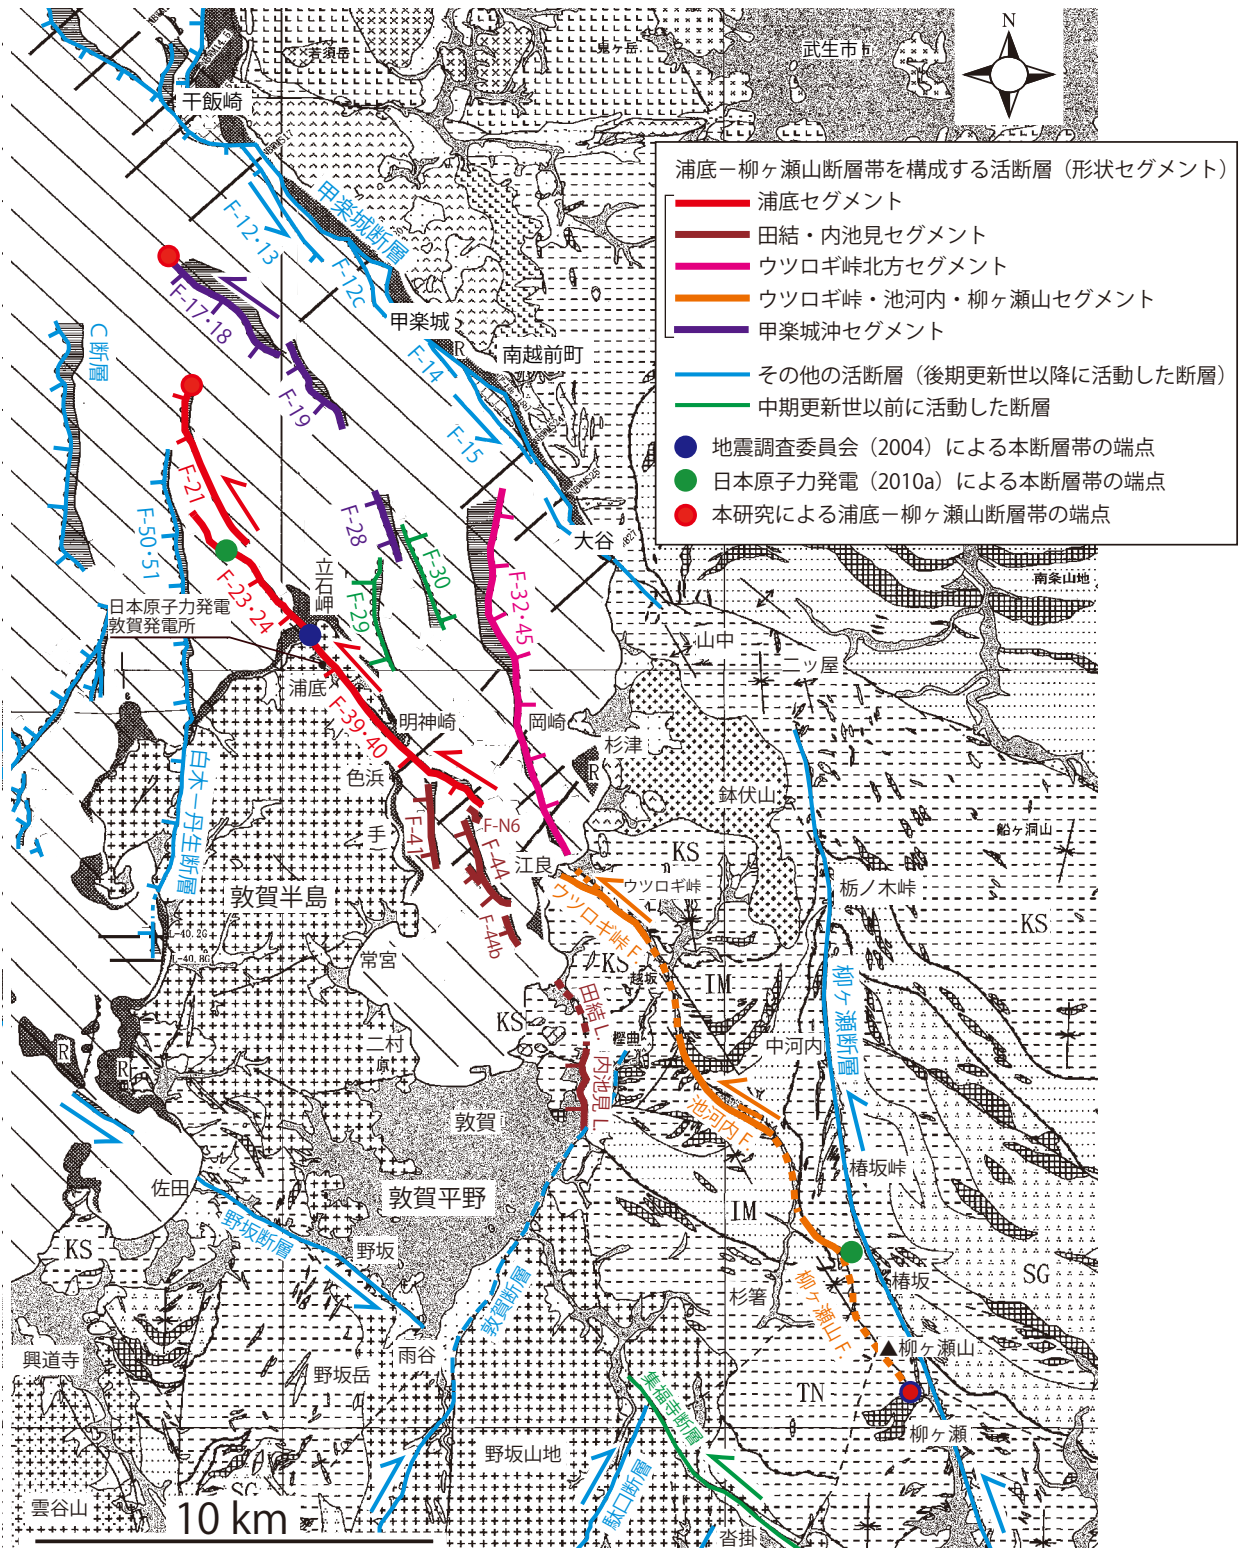 N
武生市
若須岳
干飯崎
浦底－柳ヶ瀬山断層帯を構成する活断層（形状セグメント）
浦底セグメント
田結・内池見セグメント
ウツロギ峠北方セグメント
ウツロギ峠・池河内・柳ヶ瀬山セグメント
甲楽城沖セグメント
その他の活断層（後期更新世以降に活動した断層）
中期更新世以前に活動した断層
地震調査委員会（2004）による本断層帯の端点
日本原子力発電（2010a）による本断層帯の端点
本研究による浦底－柳ヶ瀬山断層帯の端点
甲楽城断層
F-12・13
F-12c
F-17・18
甲楽城
R
南越前町
C断層
F-14
F-19
F-15
F-21
F-50・51
F-28
F-30
大谷
立石岬
F-29
F-32・45
南条山地
F-23・24
日本原子力発電
敦賀発電所
山中
二ッ屋
浦底
F-39・40
明神崎
岡崎
杉津
色浜
R
鉢伏山
白木－丹生断層
手
F-41
F-N6
F-44
船ヶ洞山
KS
江良
ウツロギ峠
栃ノ木峠
敦賀半島
ウツロギ峠F.
KS
F-44b
L-40.2G
L-40.8G
常宮
KS
越坂
IM
柳ヶ瀬断層
田結L
KS
樫曲
中河内
二村
原
R
R
内池見L
池河内F.
敦賀
椿坂峠
佐田
敦賀平野
IM
野坂断層
KS
野坂
SG
椿坂
杉箸
敦賀断層
柳ヶ瀬山F
興道寺
雨谷
野坂岳
柳ヶ瀬山
集福寺断層
TN
柳ヶ瀬
野坂山地
駄口断層
SG
雲谷山
10 km
沓掛